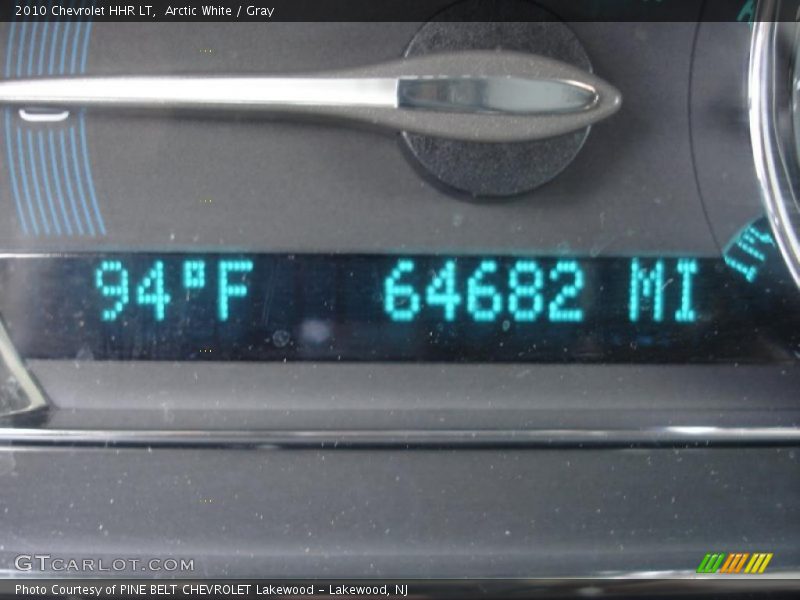 2010 Chevrolet HHR LT,  Arctic White / Gray
94°F 64682 MI
GTCARLOT.COM
Photo Courtesy of PINE BELT CHEVROLET Lakewood - Lakewood, NJ